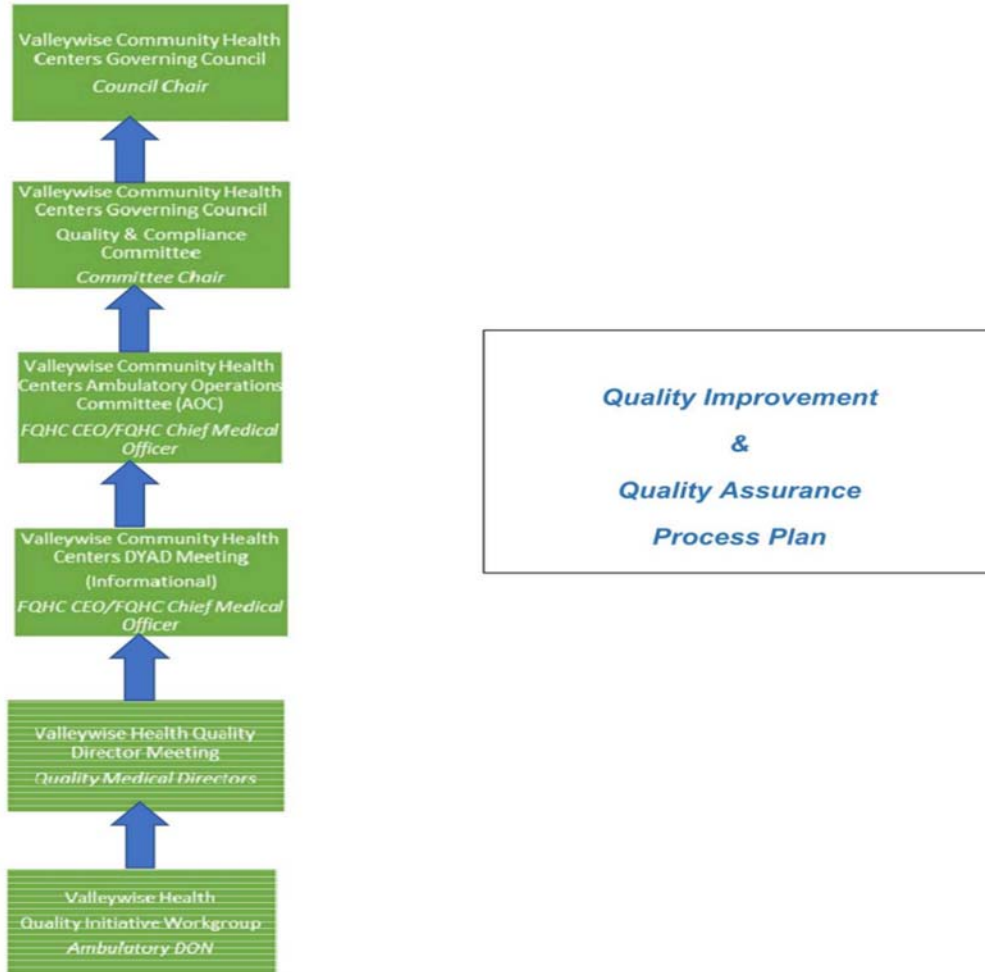 Valleywise Community Health
Centers Governing Council
Council Chair
Valleywise Community Health
Centers Governing Council
Quality & Compliance
Committee
Committee Chair
Valleywise Community Health
Centers Ambulatory Operations
Committee (AOC)
FQHC CEO/FQHC Chief Medical
Officer
Valleywise Community Health
Centers DYAD Meeting
(Informational)
FQHC CEO/FQHC Chief Medical
Officer
Valleywise Health Quality
Director Meeting
Quality Medical Directors
Valleywise Health
Quality Initiative Workgroup
Ambulatory DON
Quality Improvement
&
Quality Assurance
Process Plan